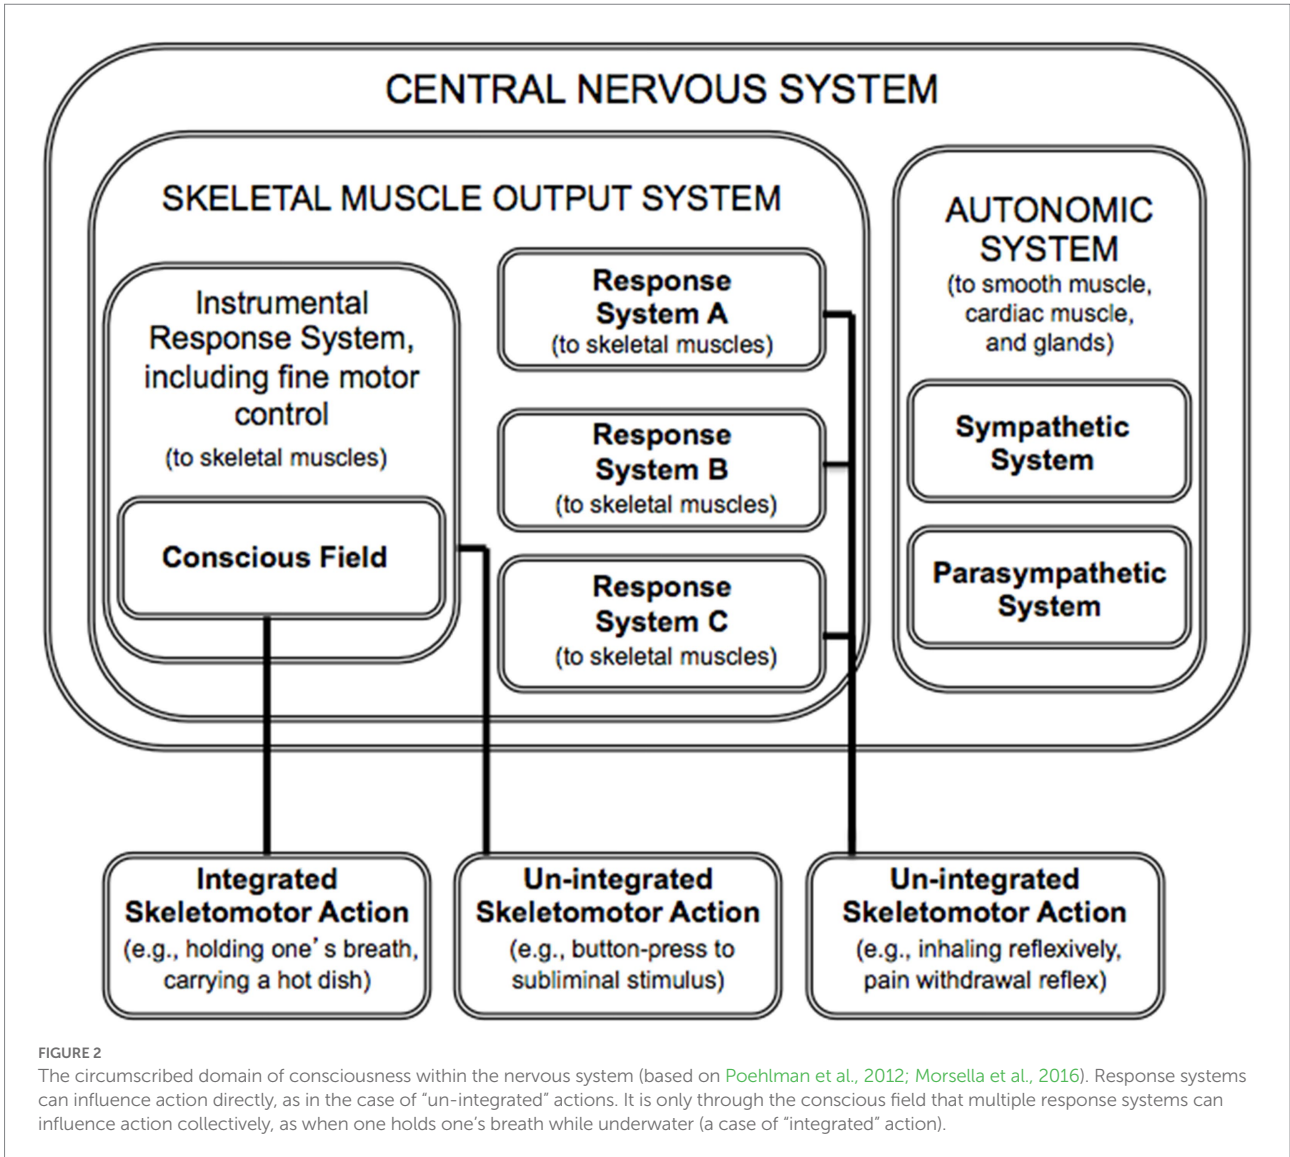 CENTRAL NERVOUS SYSTEM
SKELETAL MUSCLE OUTPUT SYSTEM
Instrumental
Response System,
including fine motor
control
(to skeletal muscles)
Conscious Field
Response
System A
(to skeletal muscles)
Response
System B
(to skeletal muscles)
Response
System C
(to skeletal muscles)
AUTONOMIC
SYSTEM
(to smooth muscle,
cardiac muscle,
and glands)
Sympathetic
System
Parasympathetic
System
Integrated
Skeletomotor Action
(e.g., holding one’s breath,
carrying a hot dish)
Un-integrated
Skeletomotor Action
(e.g., button-press to
subliminal stimulus)
Un-integrated
Skeletomotor Action
(e.g., inhaling reflexively,
pain withdrawal reflex)
FIGURE 2
The circumscribed domain of consciousness within the nervous system (based on Poehlman et al., 2012; Morsella et al., 2016). Response systems
can influence action directly, as in the case of “un-integrated” actions. It is only through the conscious field that multiple response systems can
influence action collectively, as when one holds one’s breath while underwater (a case of “integrated” action).